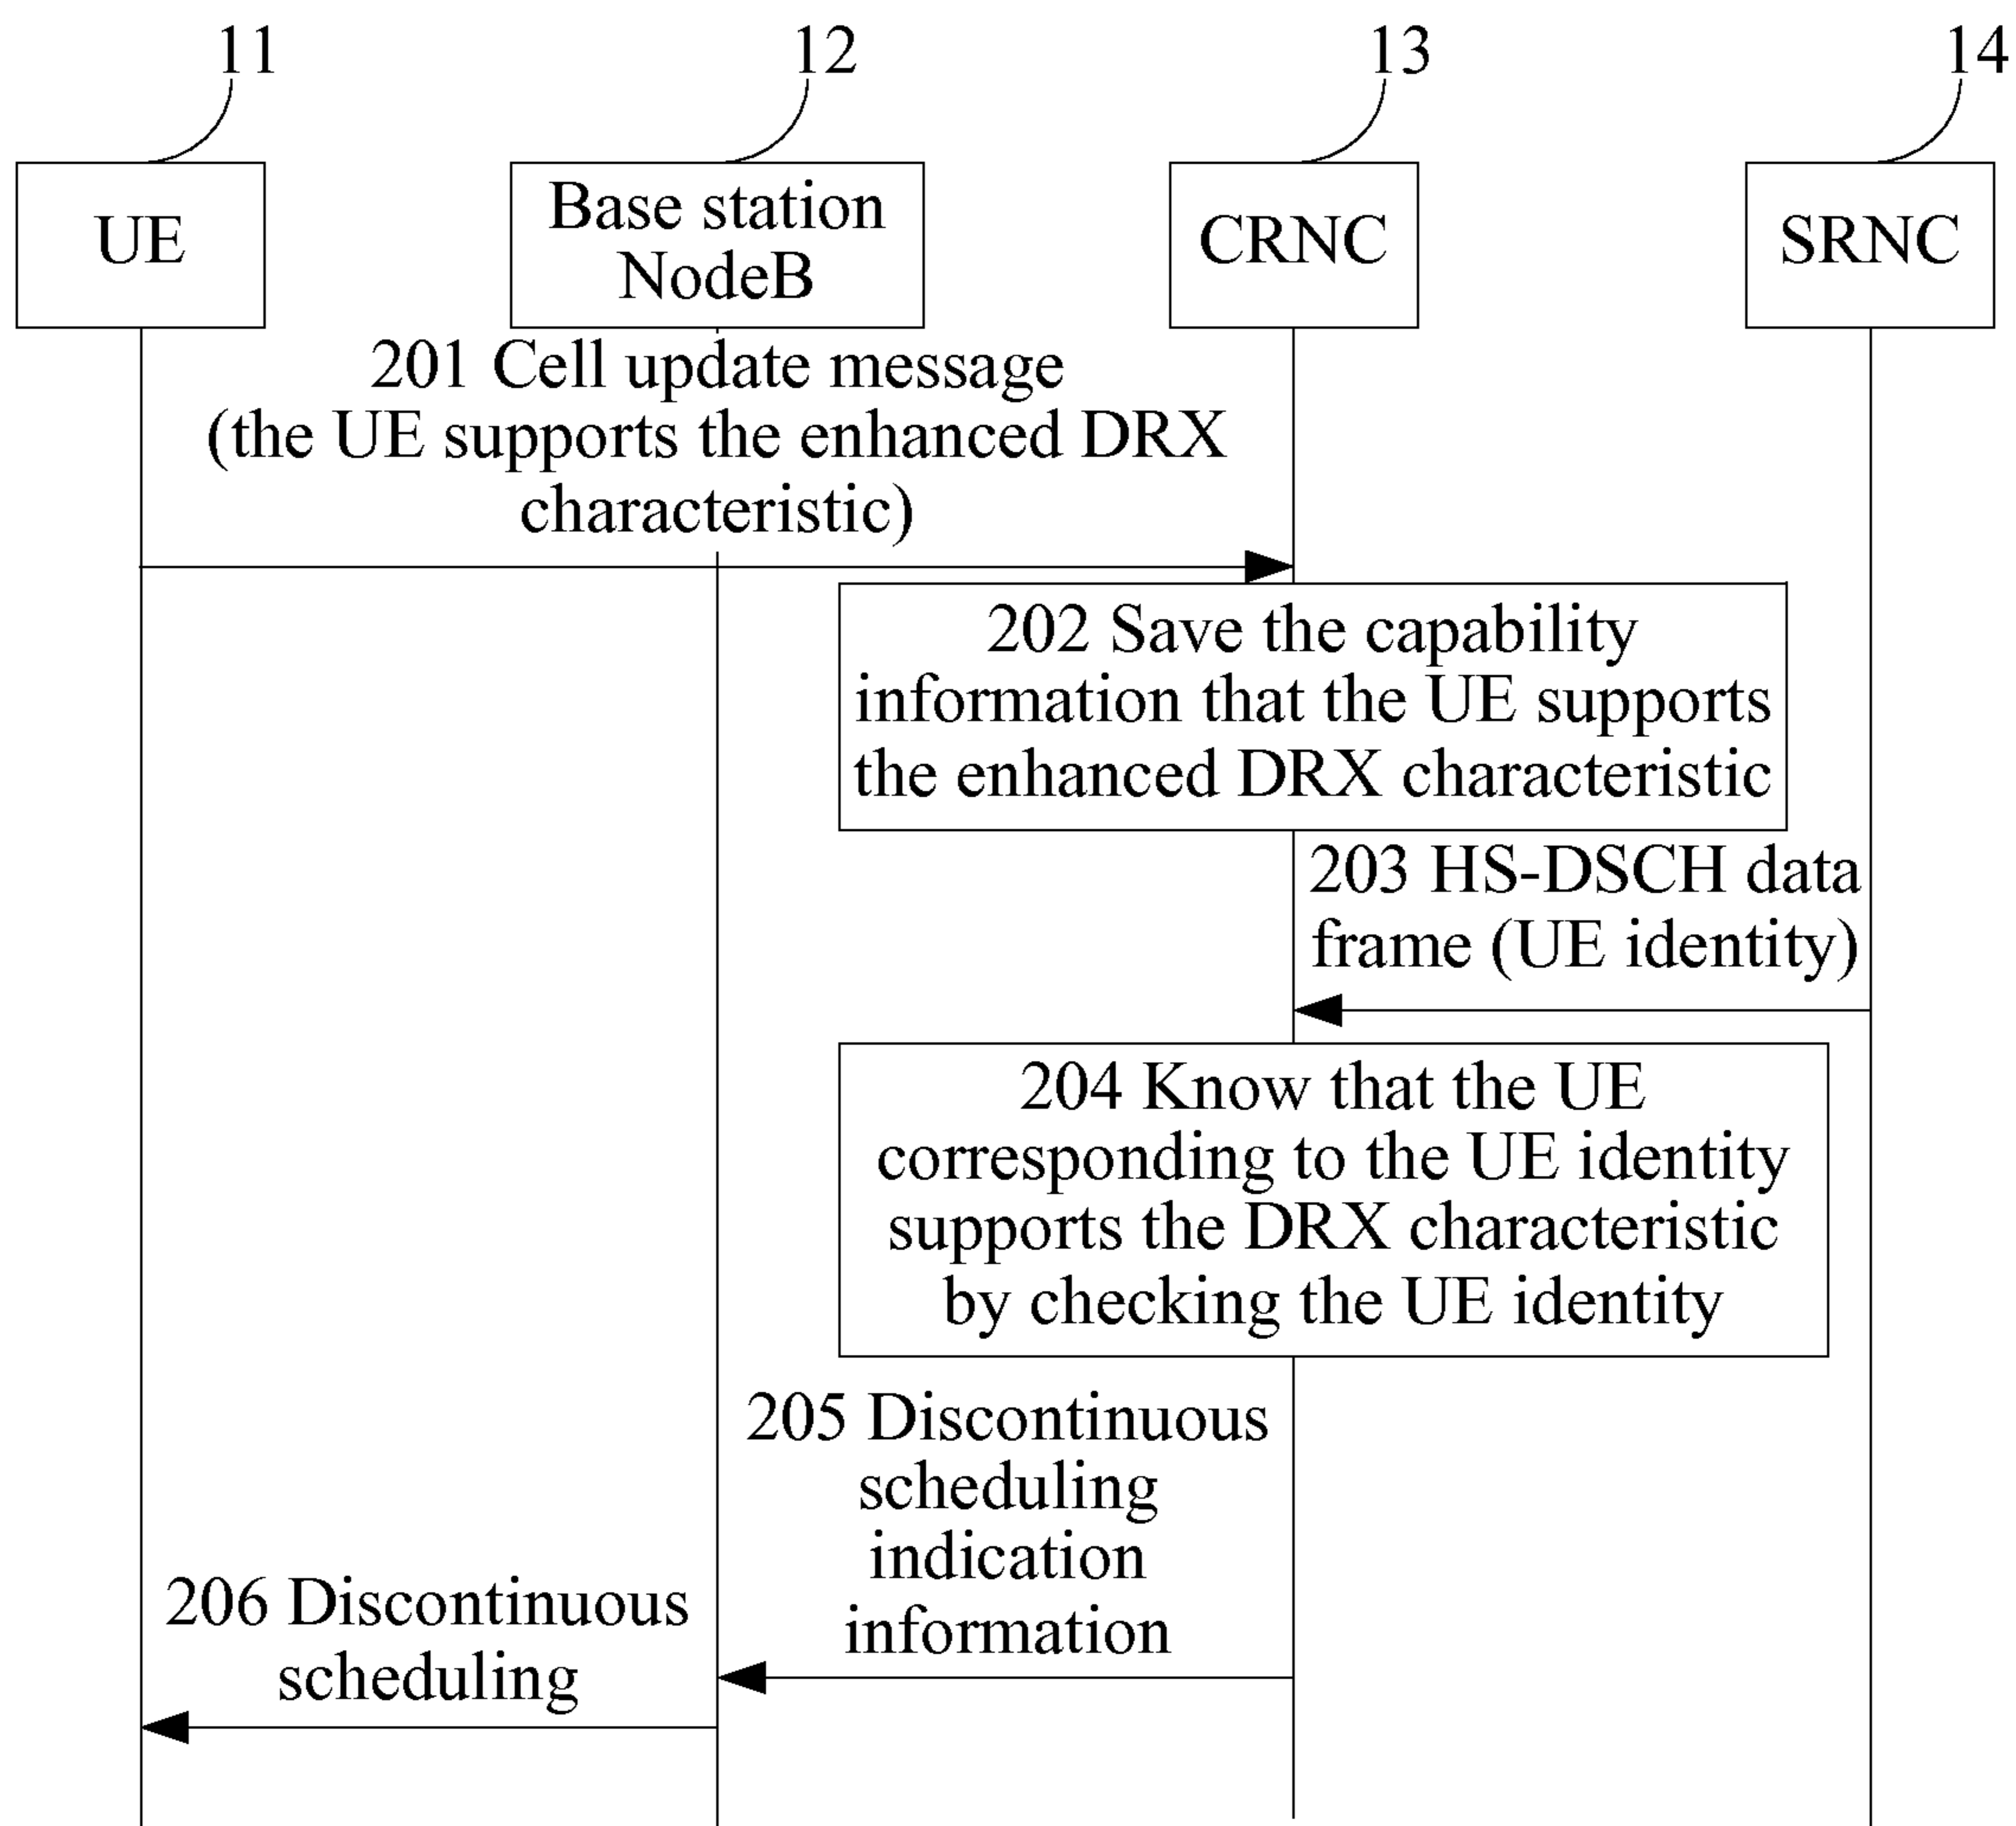 11
12
13
14
UE
Base station
NodeB
CRNC
SRNC
201 Cell update message
(the UE supports the enhanced DRX
characteristic)
202 Save the capability
information that the UE supports
the enhanced DRX characteristic
203 HS-DSCH data
frame (UE identity)
204 Know that the UE
corresponding to the UE identity
supports the DRX characteristic
by checking the UE identity
205 Discontinuous
scheduling
indication
information
206 Discontinuous
scheduling